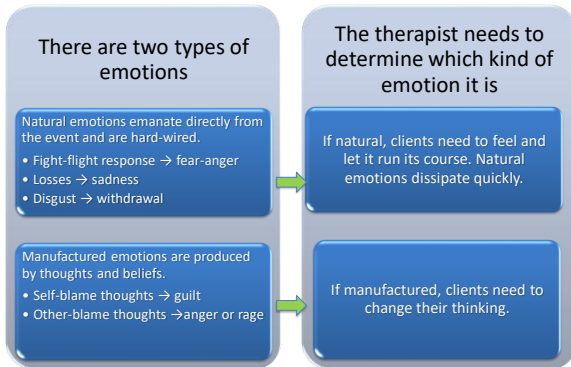 There are two types of
emotions
Natural emotions emanate directly from
the event and are hard-wired.
• Fight-flight response → fear-anger
• Losses → sadness
• Disgust → withdrawal
Manufactured emotions are produced
by thoughts and beliefs.
• Self-blame thoughts → guilt
• Other-blame thoughts →anger or rage
The therapist needs to
determine which kind of
emotion it is
If natural, clients need to feel and
let it run its course. Natural
emotions dissipate quickly.
If manufactured, clients need to
change their thinking.